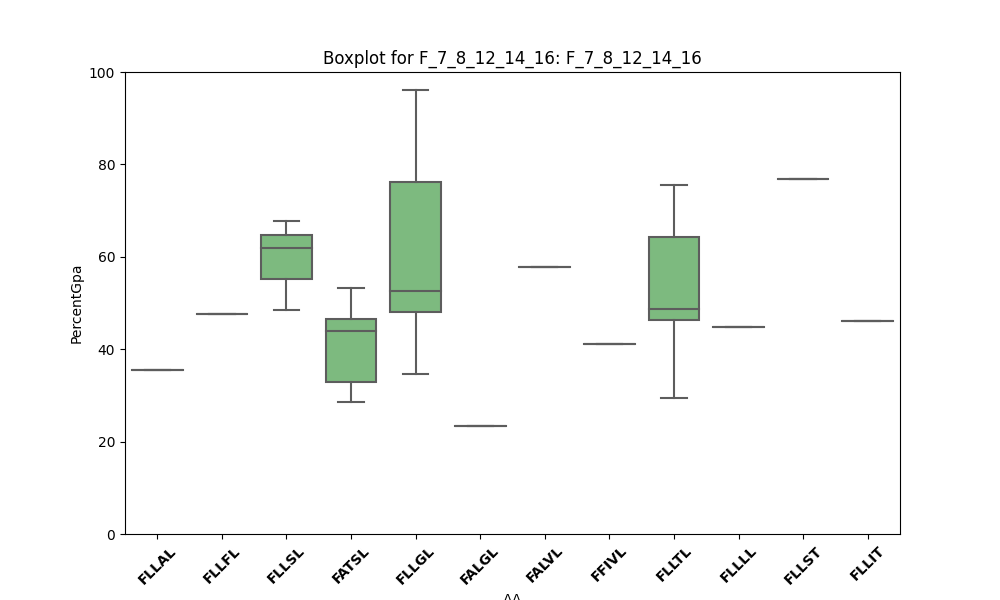 Boxplot for F_7_8_12_14_16: F_7_8_12_14_16
100
80
60
40
20
0
PercentGpa
FLLAL
FLLFL
FLLSL
FATSL
FLLGL
FALGL
FALVL
FFIVL
FLLTL
FLLLL
FLLST
FLLIT
AA